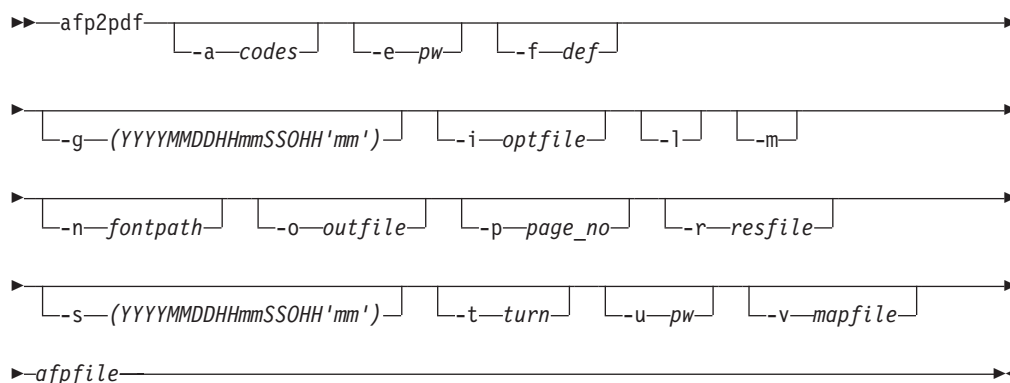 afp2pdf
-a codes -e pw -f def
-g (YYYYMMDDHHmmSSOHH'mm') -i optfile -l -m
-n fontpath -o outfile -p page_no -r resfile
-s (YYYYMMDDHHmmSSOHH'mm') -t turn -u pw -v mapfile
afpfile